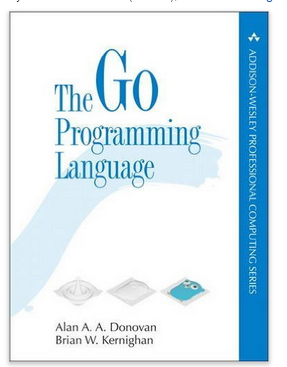 The Go
Programming
Language
Alan A. A. Donovan
Brian W. Kernighan
ADDISON-WESLEY PROFESSIONAL COMPUTING SERIES